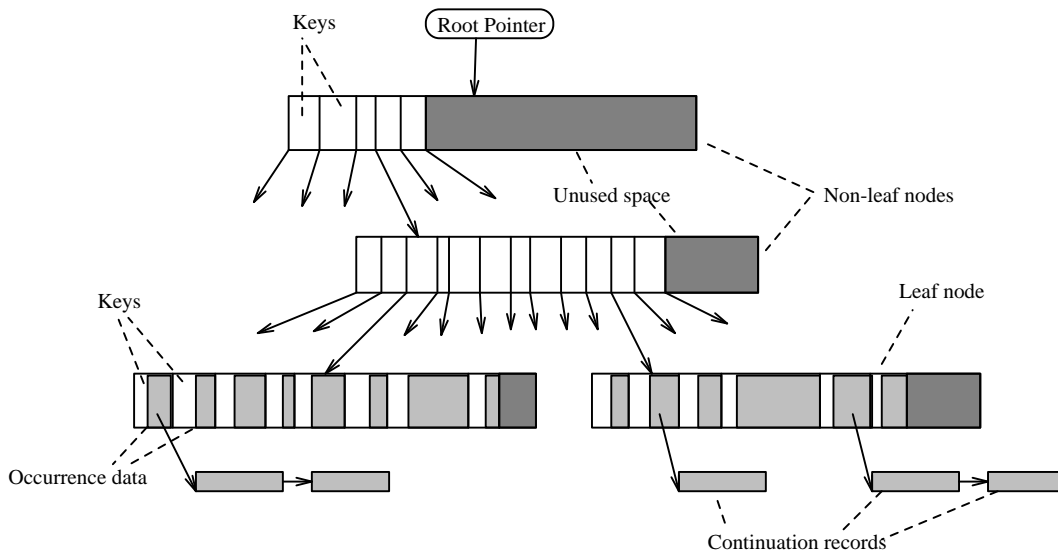 Keys
Root Pointer
Unused space
Non-leaf nodes
Keys
Leaf node
Occurrence data
Continuation records